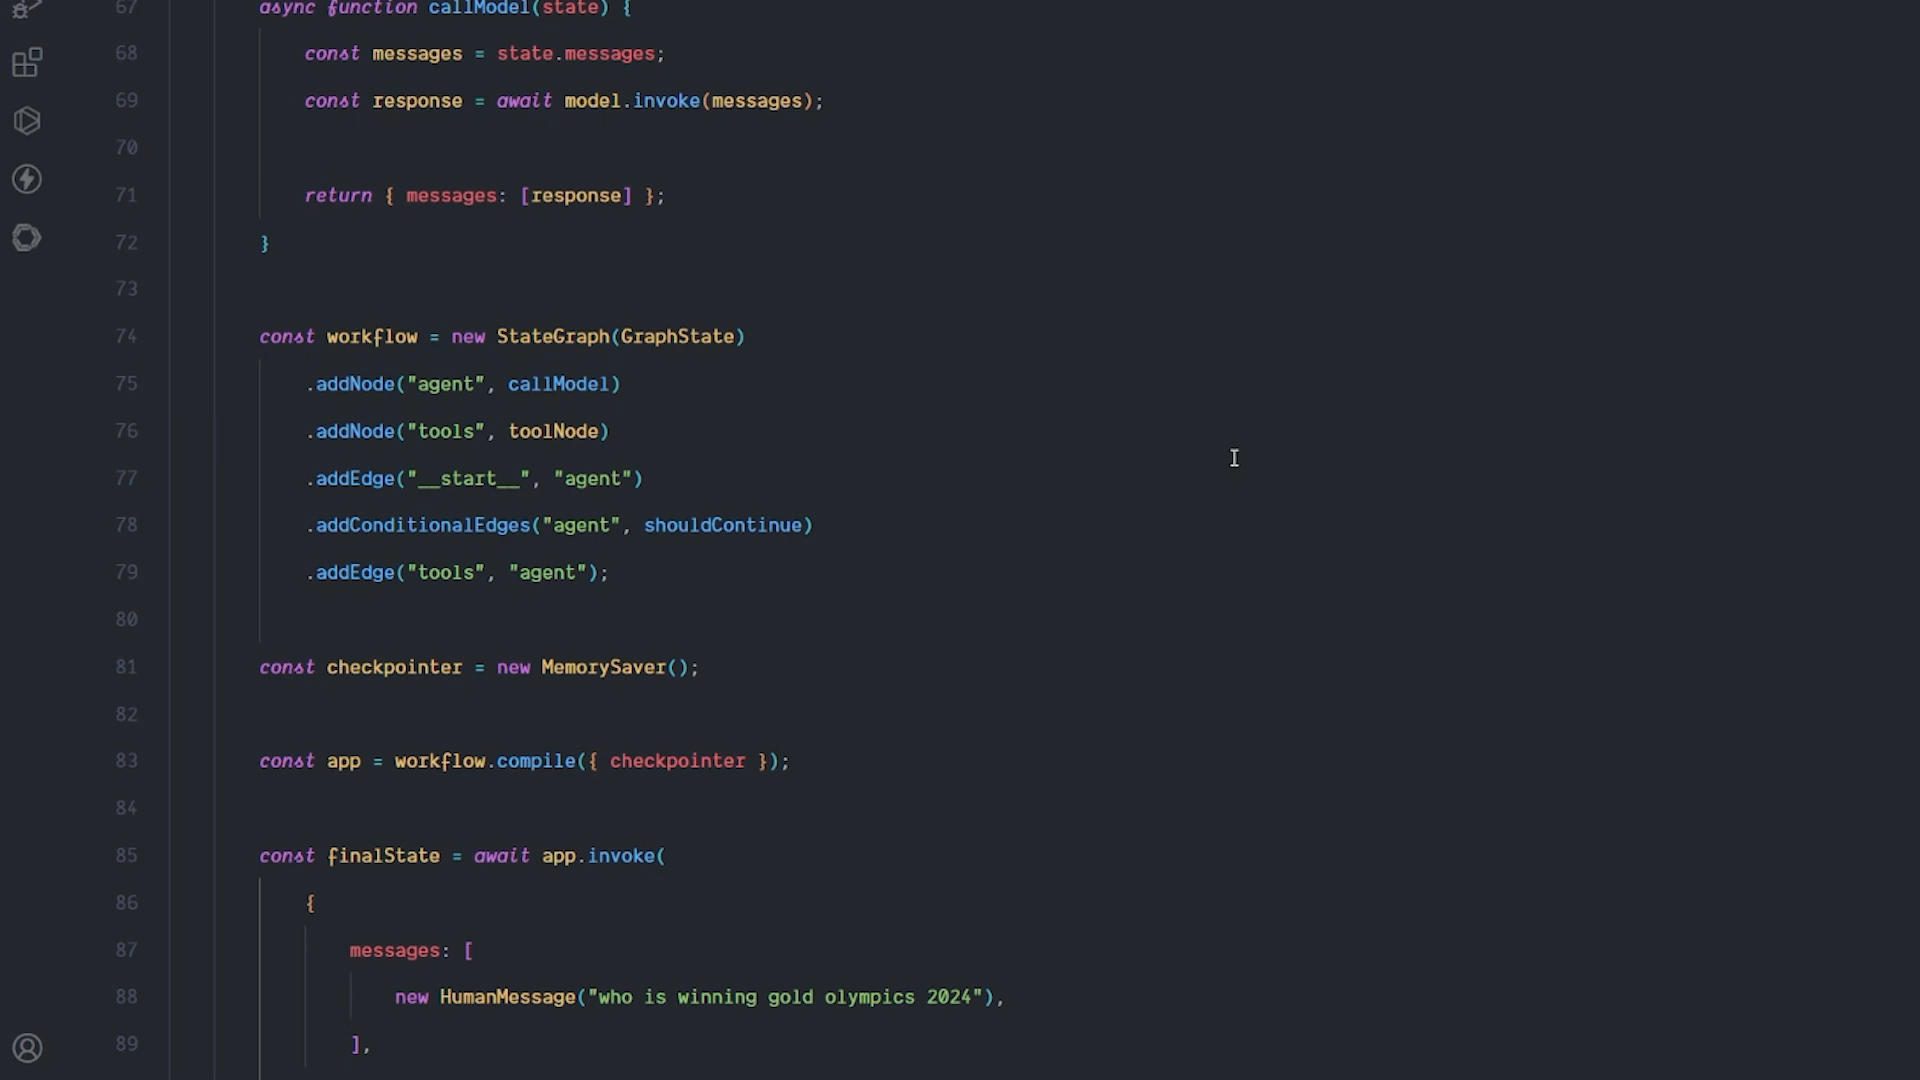 67 async function callModel(state) {
68 const messages = state.messages;
69 const response = await model.invoke(messages);
70
71 return { messages: [response] };
72 }
73
74 const workflow = new StateGraph(GraphState)
75 .addNode("agent", callModel)
76 .addNode("tools", toolNode)
77 .addEdge("__start__", "agent")
78 .addConditionalEdges("agent", shouldContinue)
79 .addEdge("tools", "agent");
80
81 const checkpointer = new MemorySaver();
82
83 const app = workflow.compile({ checkpointer });
84
85 const finalState = await app.invoke(
86 {
87 messages: [
88 new HumanMessage("who is winning gold olympics 2024"),
89 ],